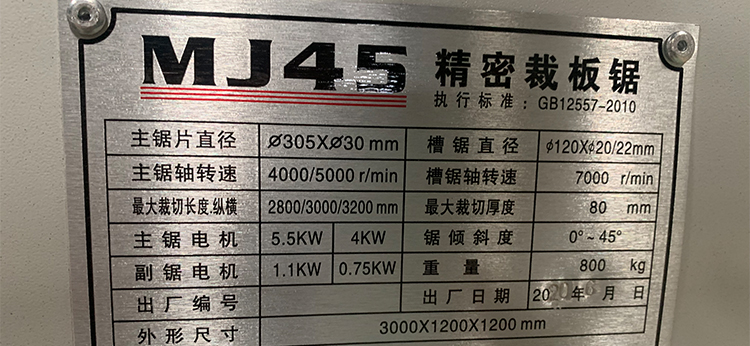 MJ45 精密裁板锯
执行标准：GB12557-2010
主锯片直径 Ø305XØ30 mm 槽锯直径 φ120Xφ20/22mm
主锯轴转速 4000/5000 r/min 槽锯轴转速 7000 r/min
最大裁切长度.纵横 2800/3000/3200 mm 最大裁切厚度 80 mm
主锯电机 5.5KW 4KW 锯倾斜度 0°~45°
副锯电机 1.1KW 0.75KW 重量 800 kg
出厂编号 出厂日期 20 年 月 日
外形尺寸 3000X1200X1200 mm